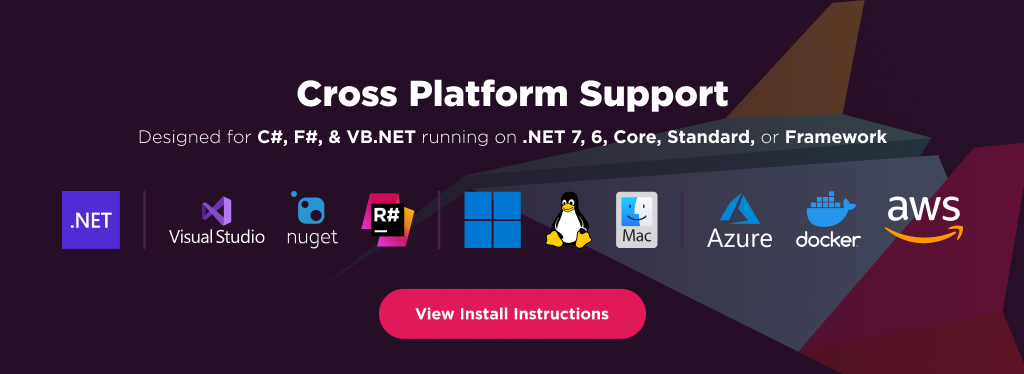 Cross Platform Support
Designed for C#, F#, & VB.NET running on .NET 7, 6, Core, Standard, or Framework
.NET
Visual Studio
nuget
R#
Mac
Azure
docker
aws
View Install Instructions